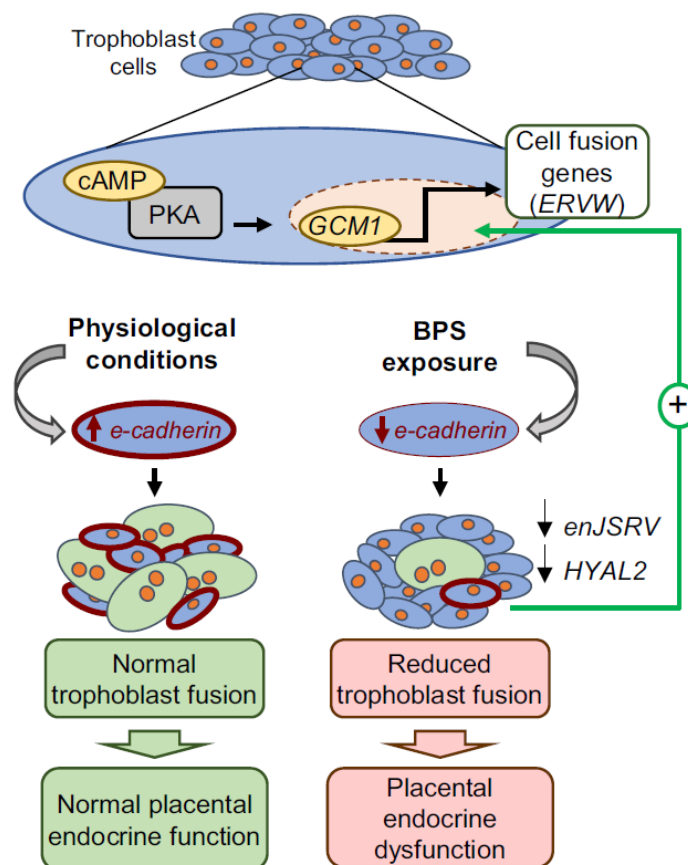 Trophoblast
cells
cAMP
PKA
GCM1
Cell fusion
genes
(ERVW)
Physiological
conditions
BPS
exposure
+
e-cadherin
e-cadherin
enJSRV
HYAL2
Normal
trophoblast fusion
Reduced
trophoblast fusion
Normal placental
endocrine function
Placental
endocrine
dysfunction